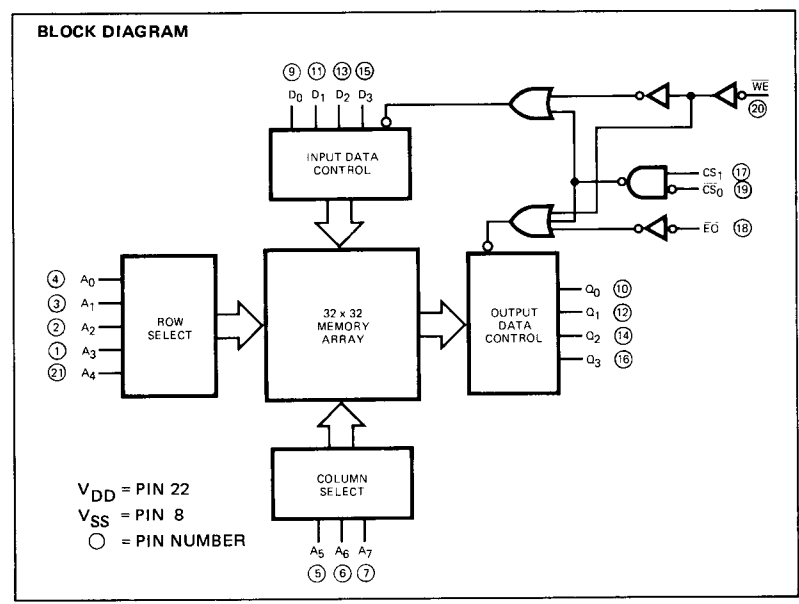 BLOCK DIAGRAM
9 11 13 15
D0 D1 D2 D3
WE
20
INPUT DATA
CONTROL
CS1 17
CS0 19
EO 18
4 A0
3 A1
2 A2
1 A3
21 A4
ROW
SELECT
32 x 32
MEMORY
ARRAY
OUTPUT
DATA
CONTROL
Q0 10
Q1 12
Q2 14
Q3 16
COLUMN
SELECT
A5 A6 A7
5 6 7
VDD = PIN 22
VSS = PIN 8
= PIN NUMBER